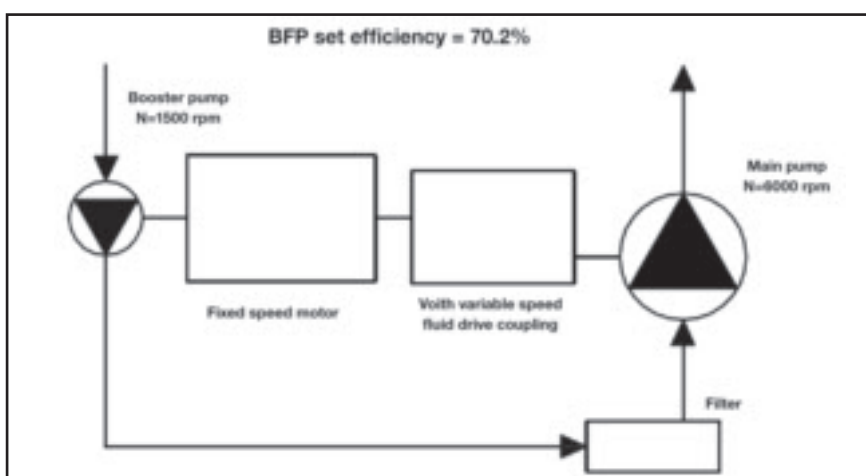 BFP set efficiency = 70.2%
Booster pump
N=1500 rpm
Main pump
N=6000 rpm
Fixed speed motor
Voith variable speed
fluid drive coupling
Filter